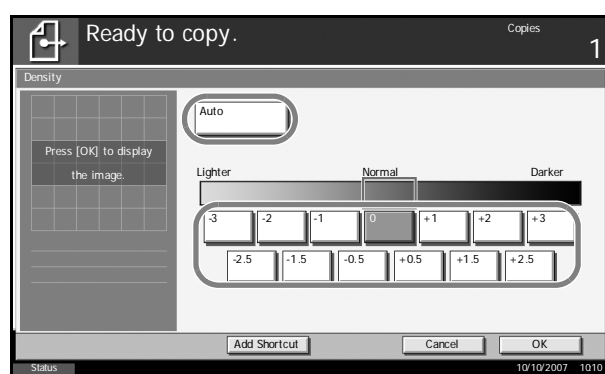 Ready to copy.
Copies
1
Density
Press [OK] to display
the image.
Auto
Lighter Normal Darker
-3 -2 -1 0 +1 +2 +3
-2.5 -1.5 -0.5 +0.5 +1.5 +2.5
Add Shortcut Cancel OK
Status 10/10/2007 10:10